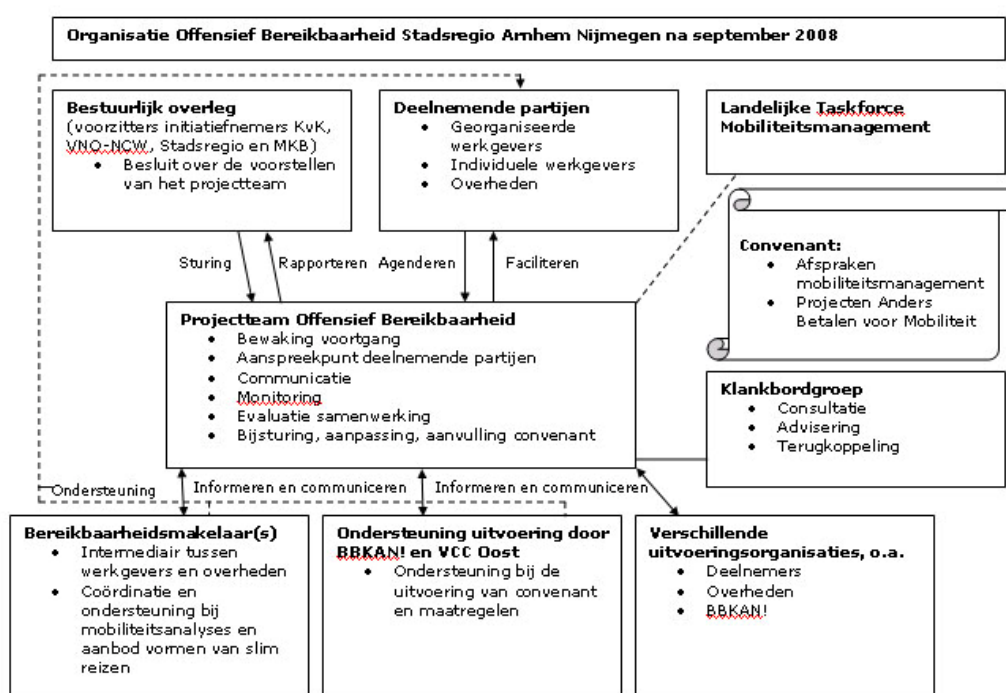 Organisatie Offensief Bereikbaarheid Stadsregio Arnhem Nijmegen na september 2008
Bestuurlijk overleg
(voorzitters initiatiefnemers KvK,
VNO-NCW, Stadsregio en MKB)
• Besluit over de voorstellen
van het projectteam
Deelnemende partijen
• Georganiseerde
werkgevers
• Individuele werkgevers
• Overheden
Landelijke Taskforce
Mobiliteitsmanagement
Convenant:
• Afspraken
mobiliteitsmanagement
• Projecten Anders
Betalen voor Mobiliteit
Sturing
Rapporteren
Agenderen
Faciliteren
Projectteam Offensief Bereikbaarheid
• Bewaking voortgang
• Aanspreekpunt deelnemende partijen
• Communicatie
• Monitoring
• Evaluatie samenwerking
• Bijsturing, aanpassing, aanvulling convenant
Klankbordgroep
• Consultatie
• Advisering
• Terugkoppeling
Ondersteuning
Informeren en communiceren
Informeren en communiceren
Bereikbaarheidsmakelaar(s)
• Intermediair tussen
werkgevers en overheden
• Coördinatie en
ondersteuning bij
mobiliteitsanalyses en
aanbod vormen van slim
reizen
Ondersteuning uitvoering door
BBKAN! en VCC Oost
• Ondersteuning bij de
uitvoering van convenant
en maatregelen
Verschillende
uitvoeringsorganisaties, o.a.
• Deelnemers
• Overheden
• BBKAN!